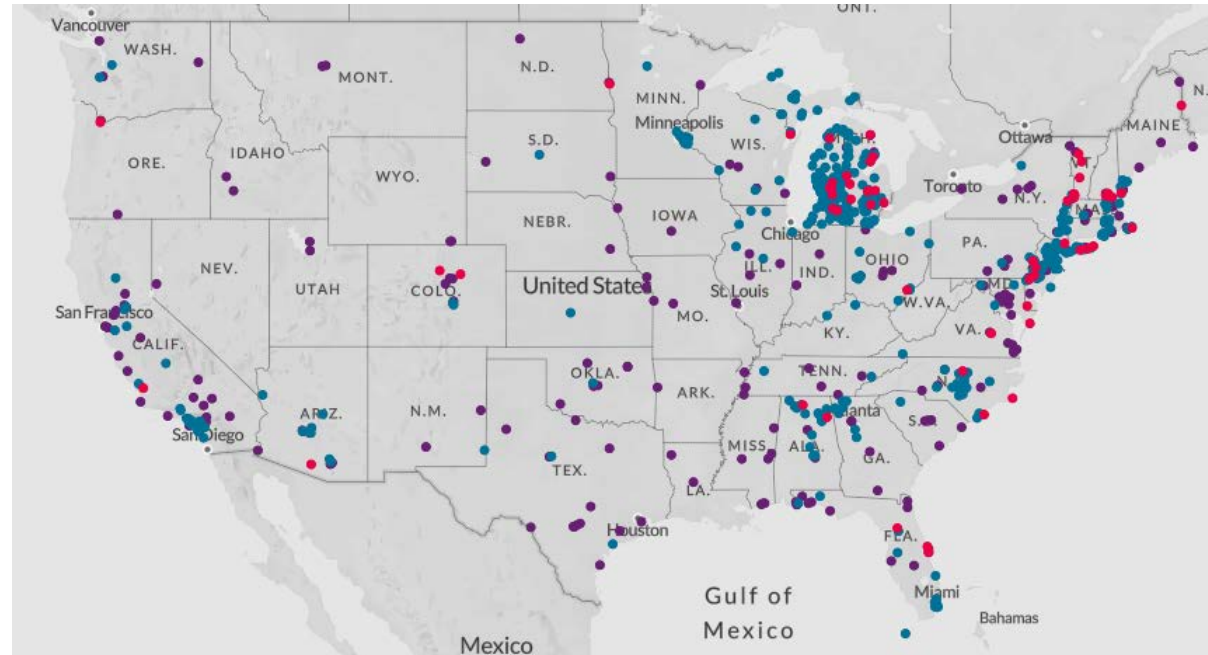 ONT.
Vancouver
WASH.
MONT.
N.D.
MINN.
Minneapolis
WIS.
Ottawa
MAINE
N.
VT.
Toronto
N.Y.
ORE.
IDAHO
S.D.
WYO.
IOWA
NEBR.
Chicago
PA.
NEV.
UTAH
COLO.
United States
ILL.
IND.
OHIO
MD.
St. Louis
W.VA.
San Francisco
MO.
KY.
VA.
CALIF.
TENN.
OKLA.
ARIZ.
N.M.
ARK.
San Diego
MISS.
ALA.
GA.
TEX.
LA.
Houston
FLA.
Gulf of
Mexico
Miami
Bahamas
Mexico